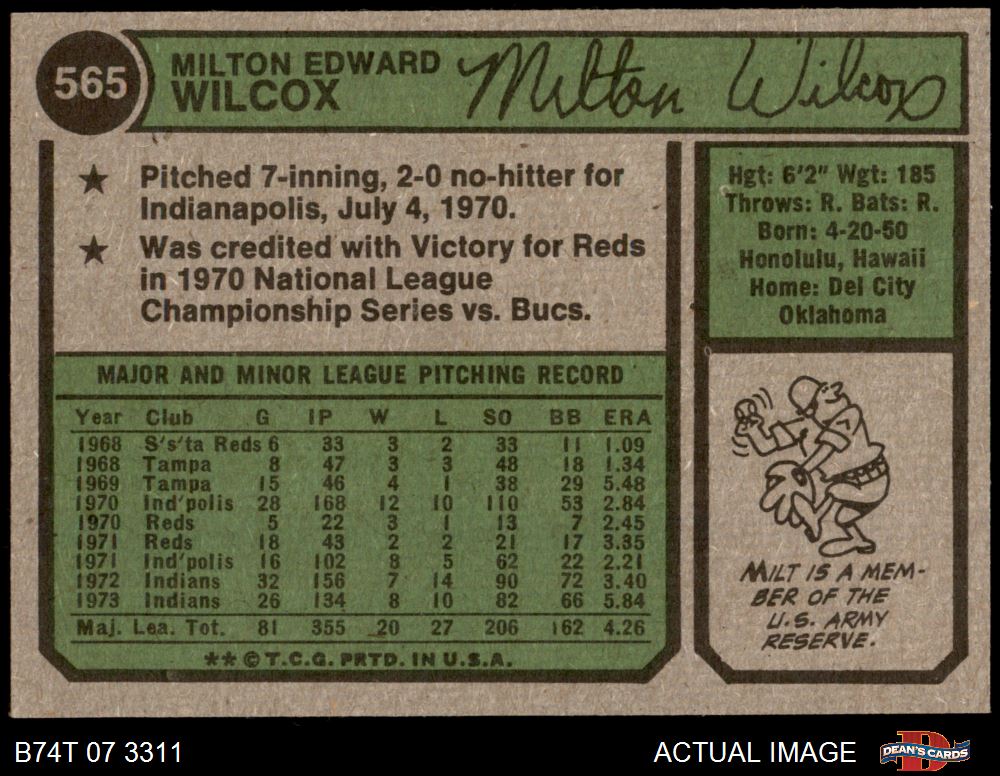 565
MILTON EDWARD
WILCOX
Milton Wilcox
★ Pitched 7-inning, 2-0 no-hitter for
Indianapolis, July 4, 1970.
★ Was credited with Victory for Reds
in 1970 National League
Championship Series vs. Bucs.
Hgt: 6'2" Wgt: 185
Throws: R. Bats: R.
Born: 4-20-50
Honolulu, Hawaii
Home: Del City
Oklahoma
MAJOR AND MINOR LEAGUE PITCHING RECORD
Year Club G IP W L SO BB ERA
1968 S's'ta Reds 6 33 3 2 33 11 1.09
1968 Tampa 8 47 3 3 48 18 1.34
1969 Tampa 15 46 4 1 38 29 5.48
1970 Ind'polis 28 168 12 10 110 53 2.84
1970 Reds 5 22 3 1 13 7 2.45
1971 Reds 18 43 2 2 21 17 3.35
1971 Ind'polis 16 102 8 5 62 22 2.21
1972 Indians 32 156 7 14 90 72 3.40
1973 Indians 26 134 8 10 82 66 5.84
Maj. Lea. Tot. 81 355 20 27 206 162 4.26
** © T.C.G. PRTD. IN U.S.A.
MILT IS A MEM-
BER OF THE
U.S. ARMY
RESERVE.
B74T 07 3311
ACTUAL IMAGE
DEAN'S CARDS